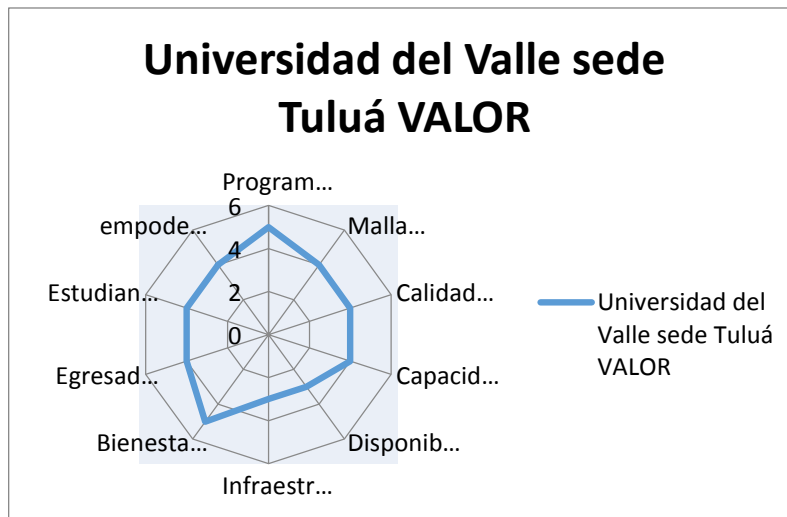 Universidad del Valle sede
Tuluá VALOR
Program...
Malla...
Calidad...
Capacid...
Disponib...
Infraestr...
Bienesta...
Egresad...
Estudian...
empode...
6
4
2
0
Universidad del
Valle sede Tuluá
VALOR